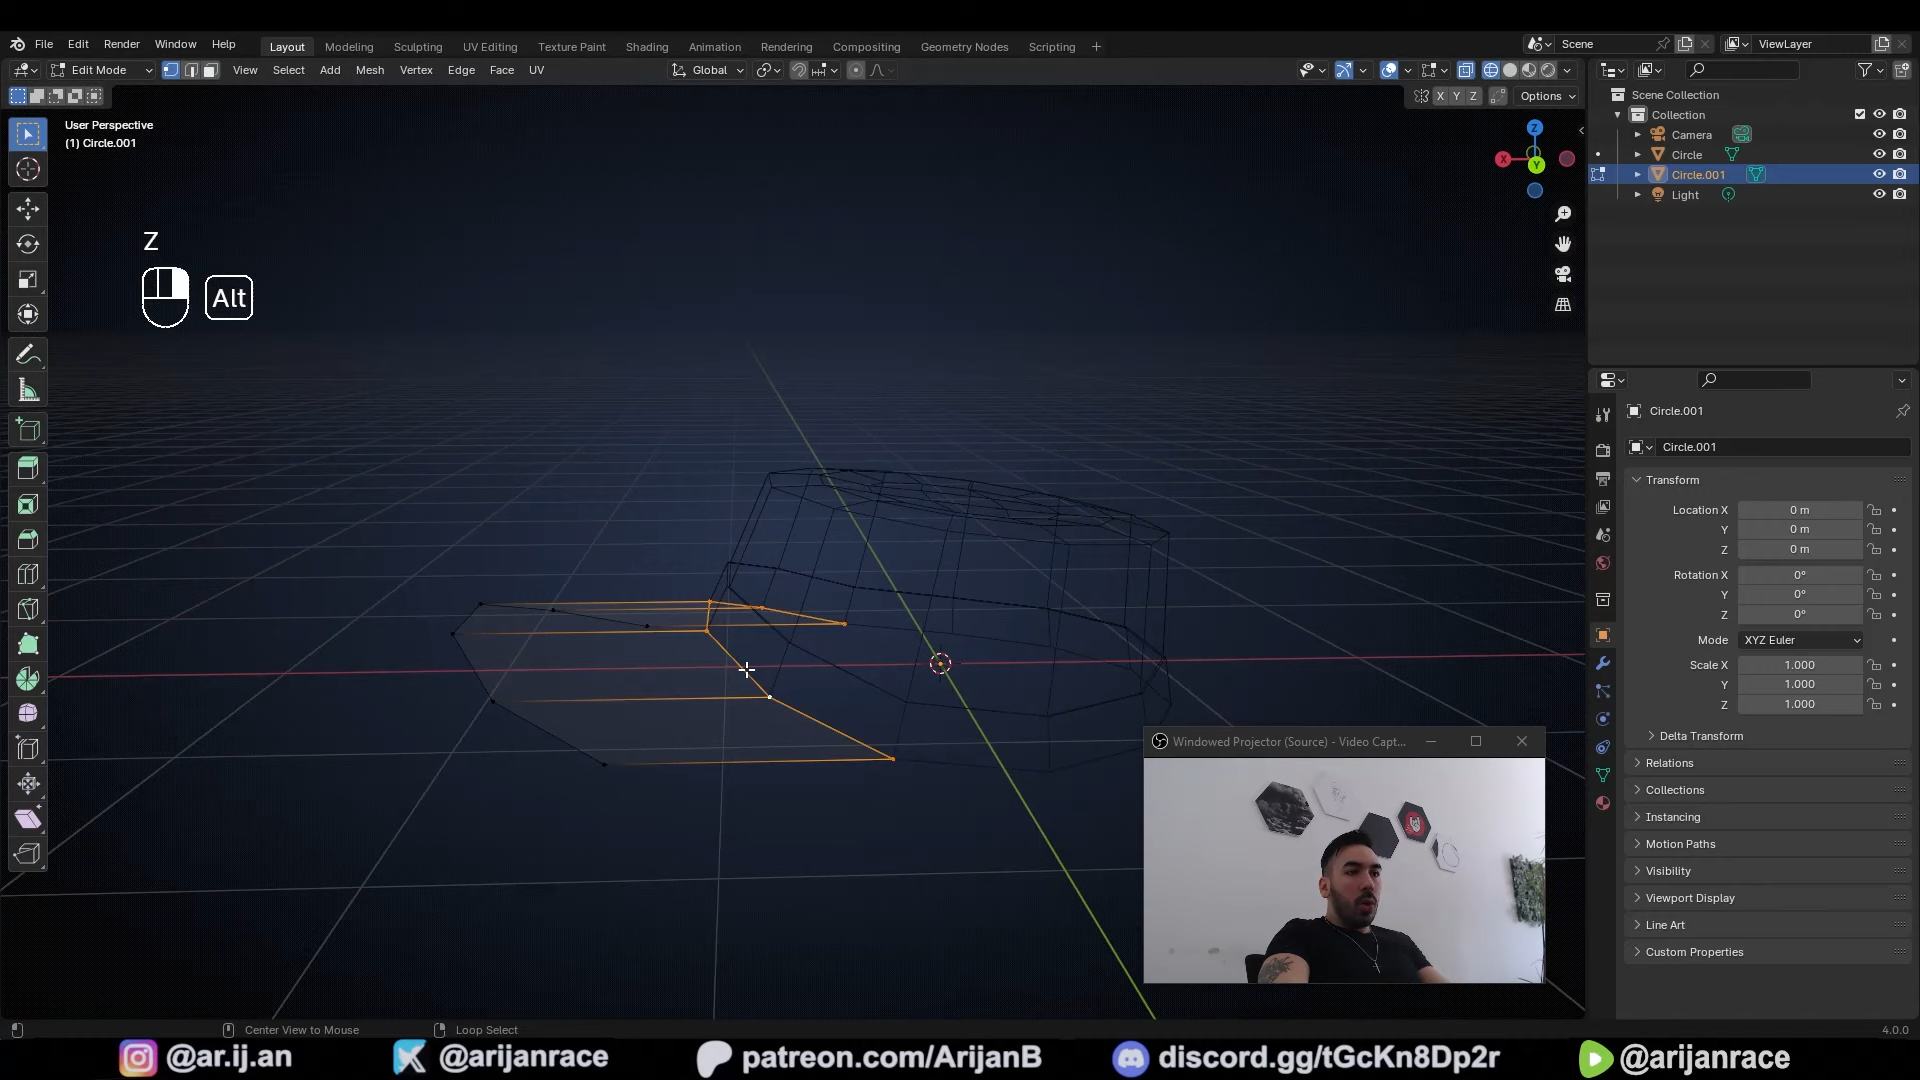 File Edit Render Window Help Layout Modeling Sculpting UV Editing Texture Paint Shading Animation Rendering Compositing Geometry Nodes Scripting + Scene ViewLayer
Edit Mode View Select Add Mesh Vertex Edge Face UV Global
X Y Z Options
User Perspective
(1) Circle.001
Z
Alt
Z
X
Y
Scene Collection
Collection
Camera
Circle
Circle.001
Light
Circle.001
Circle.001
Transform
Location X 0 m
Y 0 m
Z 0 m
Rotation X 0°
Y 0°
Z 0°
Mode XYZ Euler
Scale X 1.000
Y 1.000
Z 1.000
Delta Transform
Relations
Collections
Instancing
Motion Paths
Visibility
Viewport Display
Line Art
Custom Properties
Windowed Projector (Source) - Video Capt...
Center View to Mouse Loop Select 4.0.0
@ar.ij.an @arijanrace patreon.com/ArijanB discord.gg/tGcKn8Dp2r @arijanrace